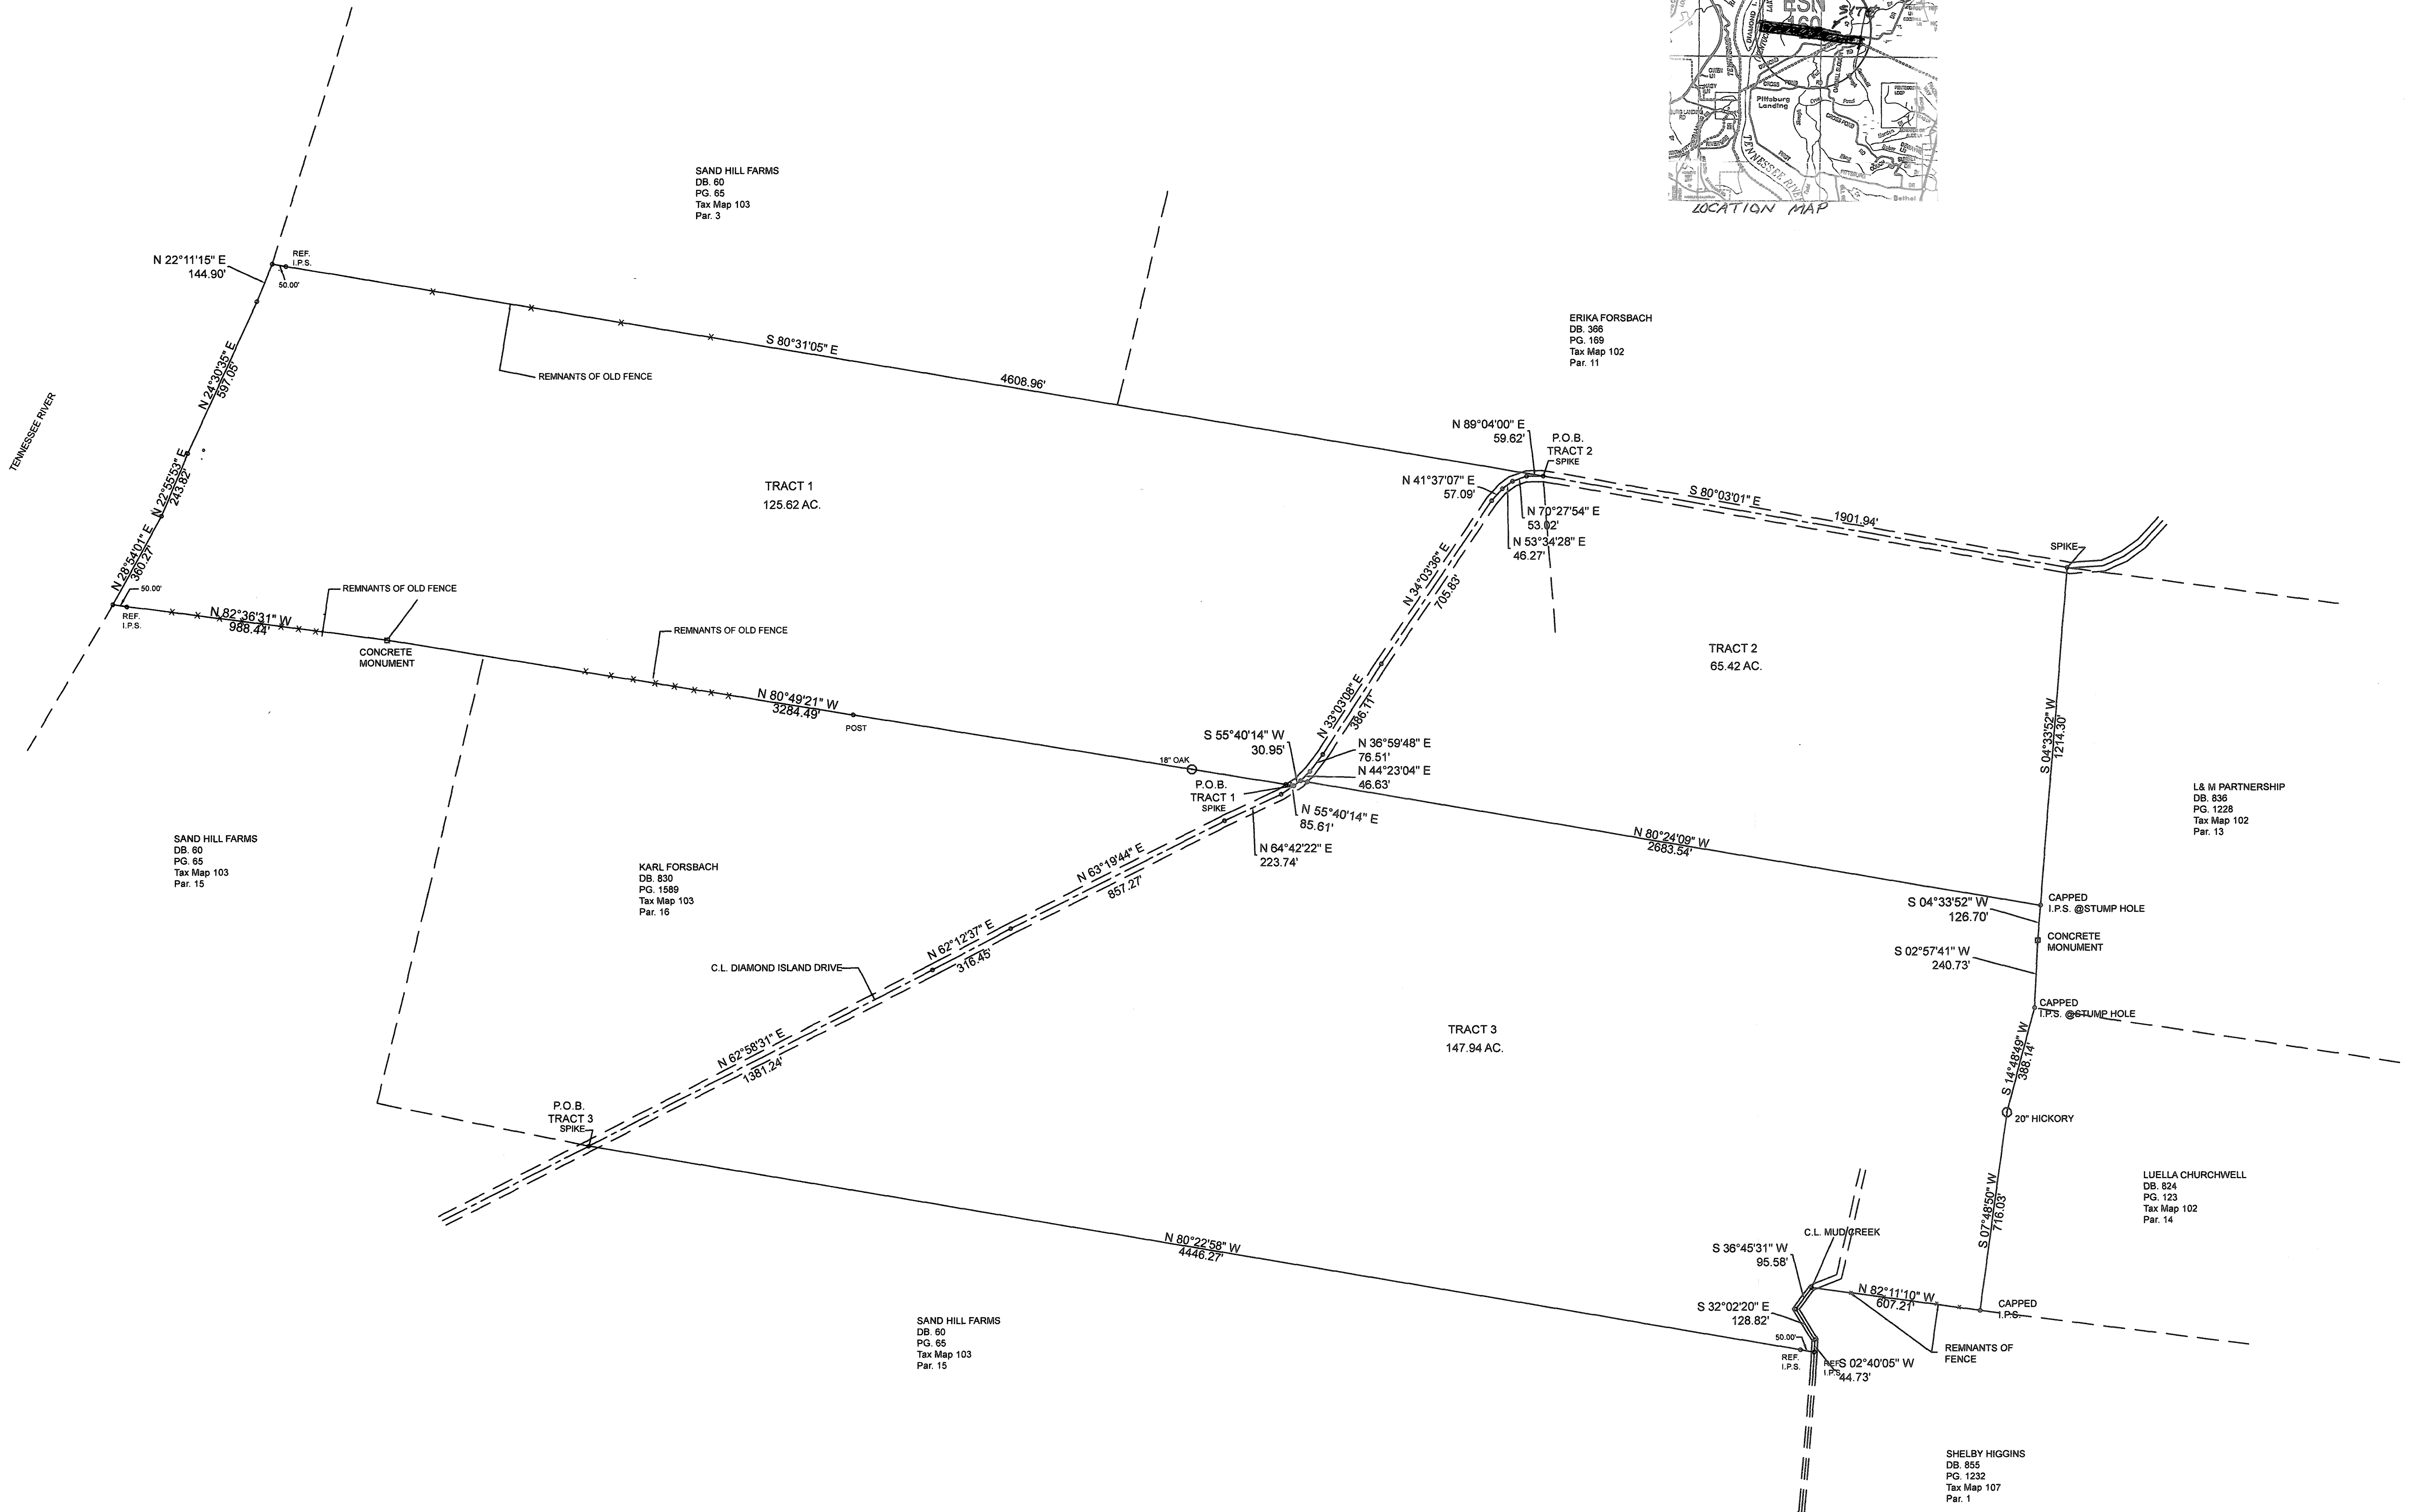 ESN
160
S '76
DIAMOND I.
Pittsburg
Landing
CROSS POND RD
TENNESSEE RIVER
PITTSBURG
Bethel
LOCATION MAP
SAND HILL FARMS
DB. 60
PG. 65
Tax Map 103
Par. 3
N 22°11'15" E
144.90'
REF.
I.P.S.
50.00'
S 80°31'05" E
4608.96'
REMNANTS OF OLD FENCE
ERIKA FORSBACH
DB. 366
PG. 169
Tax Map 102
Par. 11
N 24°30'35" E
597.05'
TENNESSEE RIVER
N 22°55'53" E
243.82'
N 28°54'01" E
360.27'
TRACT 1
125.62 AC.
N 89°04'00" E
59.62'
P.O.B.
TRACT 2
SPIKE
N 41°37'07" E
57.09'
N 70°27'54" E
53.02'
N 53°34'28" E
46.27'
S 80°03'01" E
1901.94'
SPIKE
N 34°03'36" E
705.83'
50.00'
REF.
I.P.S.
N 82°36'31" W
988.44'
REMNANTS OF OLD FENCE
CONCRETE
MONUMENT
REMNANTS OF OLD FENCE
N 80°49'21" W
3284.49'
POST
TRACT 2
65.42 AC.
N 33°03'08" E
386.11'
S 55°40'14" W
30.95'
N 36°59'48" E
76.51'
N 44°23'04" E
46.63'
18" OAK
P.O.B.
TRACT 1
SPIKE
N 55°40'14" E
85.61'
N 64°42'22" E
223.74'
S 04°33'52" W
1214.30'
L& M PARTNERSHIP
DB. 836
PG. 1228
Tax Map 102
Par. 13
N 80°24'09" W
2683.54'
SAND HILL FARMS
DB. 60
PG. 65
Tax Map 103
Par. 15
KARL FORSBACH
DB. 830
PG. 1589
Tax Map 103
Par. 16
N 63°19'44" E
857.27'
S 04°33'52" W
126.70'
CAPPED
I.P.S. @STUMP HOLE
CONCRETE
MONUMENT
S 02°57'41" W
240.73'
N 62°12'37" E
316.45'
C.L. DIAMOND ISLAND DRIVE
CAPPED
I.P.S. @STUMP HOLE
N 62°58'31" E
1381.24'
TRACT 3
147.94 AC.
S 14°48'49" W
388.14'
20" HICKORY
P.O.B.
TRACT 3
SPIKE
LUELLA CHURCHWELL
DB. 824
PG. 123
Tax Map 102
Par. 14
S 07°48'50" W
716.03'
N 80°22'58" W
4446.27'
C.L. MUD CREEK
S 36°45'31" W
95.58'
N 82°11'10" W
607.21'
CAPPED
I.P.S.
S 32°02'20" E
128.82'
50.00'
REF.
I.P.S.
REF.
I.P.S.
S 02°40'05" W
44.73'
REMNANTS OF
FENCE
SAND HILL FARMS
DB. 60
PG. 65
Tax Map 103
Par. 15
SHELBY HIGGINS
DB. 855
PG. 1232
Tax Map 107
Par. 1